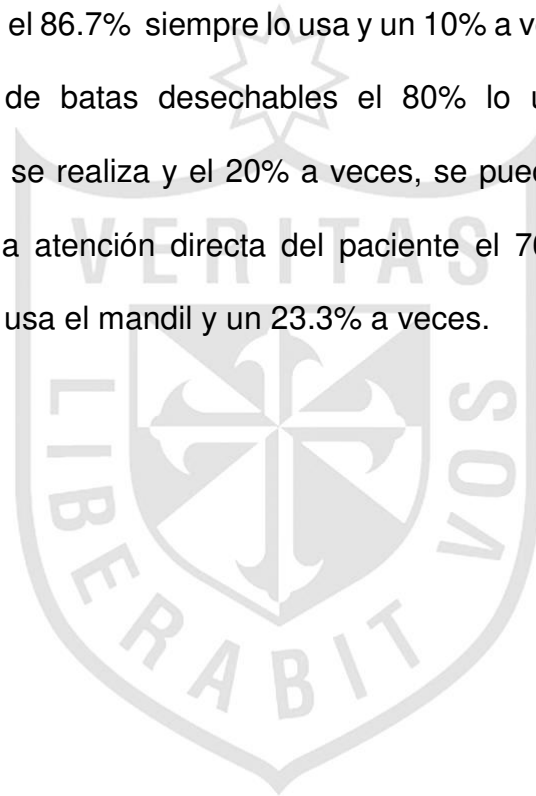 el 86.7% siempre lo usa y un 10% a
de batas desechables el 80% lo
se realiza y el 20% a veces, se
a atención directa del paciente el
usa el mandil y un 23.3% a veces.
VERITAS
LIBERABIT VOS